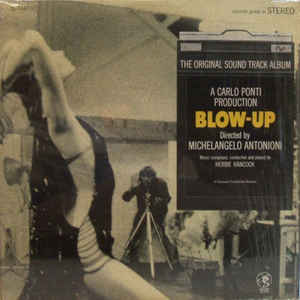 STEREO
THE ORIGINAL SOUND TRACK ALBUM
A CARLO PONTI
PRODUCTION
BLOW-UP
Directed by
MICHELANGELO ANTONIONI
Music composed, conducted and played by
HERBIE HANCOCK
MGM